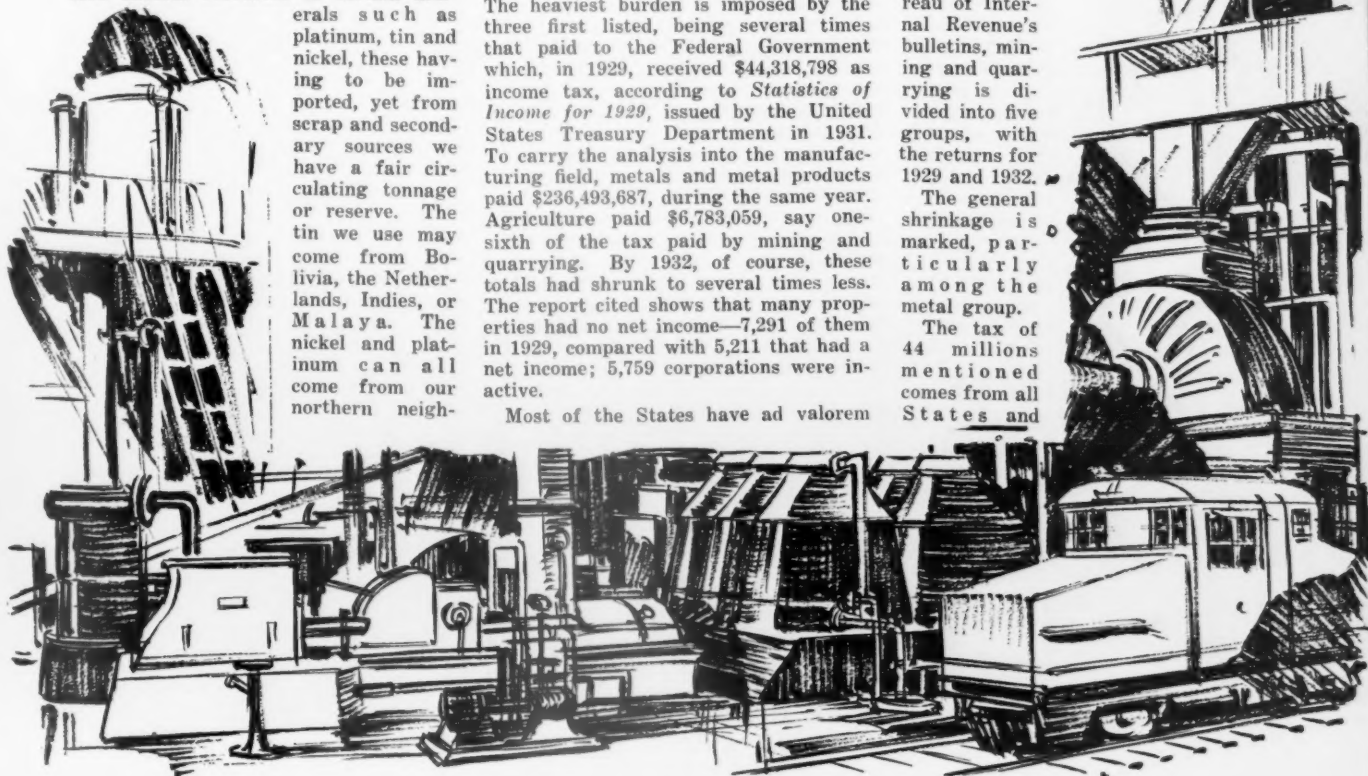 erals such as
platinum, tin and
nickel, these hav-
ing to be im-
ported, yet from
scrap and second-
ary sources we
have a fair cir-
culating tonnage
or reserve. The
tin we use may
come from Bo-
livia, the Nether-
lands, Indies, or
Malaya. The
nickel and plat-
inum can all
come from our
northern neigh-
The heaviest burden is imposed by the
three first listed, being several times
that paid to the Federal Government
which, in 1929, received $44,318,798 as
income tax, according to Statistics of
Income for 1929, issued by the United
States Treasury Department in 1931.
To carry the analysis into the manufac-
turing field, metals and metal products
paid $236,493,687, during the same year.
Agriculture paid $6,783,059, say one-
sixth of the tax paid by mining and
quarrying. By 1932, of course, these
totals had shrunk to several times less.
The report cited shows that many prop-
erties had no net income—7,291 of them
in 1929, compared with 5,211 that had a
net income; 5,759 corporations were in-
active.
Most of the States have ad valorem
reau of Inter-
nal Revenue's
bulletins, min-
ing and quar-
rying is di-
vided into five
groups, with
the returns for
1929 and 1932.
The general
shrinkage is
marked, par-
ticularly
among the
metal group.
The tax of
44 millions
mentioned
comes from all
States and